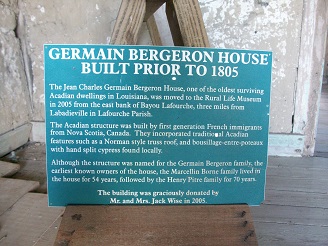 GERMAIN BERGERON HOUSE
BUILT PRIOR TO 1805
The Jean Charles Germain Bergeron House, one of the oldest surviving
Acadian dwellings in Louisiana, was moved to the Rural Life Museum
in 2005 from the east bank of Bayou Lafourche, three miles from
Labadieville in Lafourche Parish.
The Acadian structure was built by first generation French immigrants
from Nova Scotia, Canada. They incorporated traditional Acadian
features such as a Norman style truss roof, and bousillage-entre-poteaux
with hand split cypress found locally.
Although the structure was named for the Germain Bergeron family, the
earliest known owners of the house, the Marcellin Borne family lived in
the house for 54 years, followed by the Henry Pitre family for 70 years.
The building was graciously donated by
Mr. and Mrs. Jack Wise in 2005.